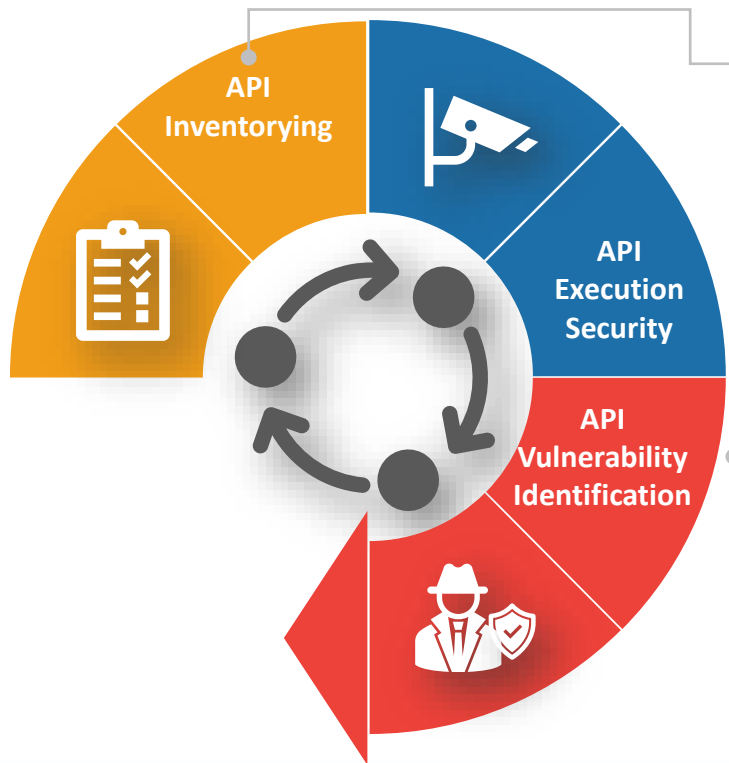 API
Inventorying
API
Execution
Security
API
Vulnerability
Identification